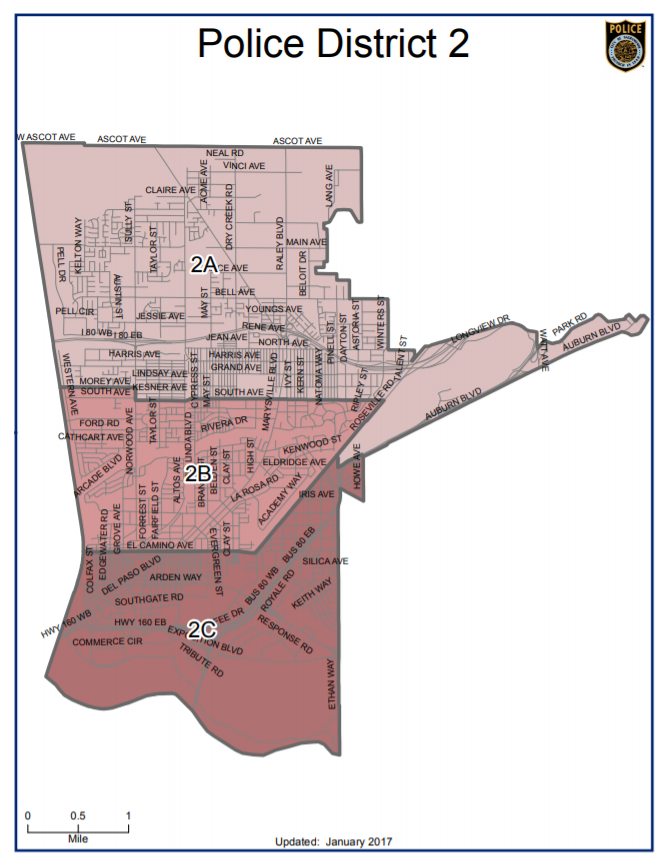 Police District 2
POLICE
W ASCOT AVE
ASCOT AVE
ASCOT AVE
NEAL RD
VINCI AVE
ACME AVE
LANG AVE
CLAIRE AVE
DRY CREEK RD
SULLY ST
KELTON WAY
TAYLOR ST
RALEY BLVD
MAIN AVE
PELL DR
2A
CE AVE
BELOIT DR
AUSTIN ST
BELL AVE
MAY ST
PELL CIR
JESSIE AVE
YOUNGS AVE
RENE AVE
PINELL ST
DAYTON ST
ASTORIA ST
WINTERS ST
LONGVIEW DR
PARK RD
AUBURN BLVD
WATT AVE
I 80 WB
I 80 EB
JEAN AVE
NORTH AVE
TALENT ST
HARRIS AVE
HARRIS AVE
GRAND AVE
WESTERN AVE
LINDSAY AVE
CYPRESS ST
MAY ST
MARYSVILLE BLVD
IVY ST
KERN ST
NATOMA WAY
RIPLEY ST
MOREY AVE
KESNER AVE
SOUTH AVE
SOUTH AVE
ROSEVILLE RD
AUBURN BLVD
FORD RD
NORWOOD AVE
TAYLOR ST
LINDA BLVD
RIVERA DR
CATHCART AVE
KENWOOD ST
HIGH ST
CLAY ST
ELDRIDGE AVE
HOWE AVE
ARCADE BLVD
ALTOS AVE
2B
LA ROSA RD
ACADEMY WAY
IRIS AVE
EDGEWATER RD
GROVE AVE
FORREST ST
FAIRFIELD ST
CLAY ST
EVERGREEN ST
EL CAMINO AVE
BUS 80 EB
COLFAX ST
DEL PASO BLVD
ARDEN WAY
SILICA AVE
BUS 80 WB
ROYALE RD
KEITH WAY
SOUTHGATE RD
HWY 160 WB
HWY 160 EB
2C
FEE DR
EXPOSITION BLVD
RESPONSE RD
COMMERCE CIR
TRIBUTE RD
ETHAN WAY
0 0.5 1
Mile
Updated: January 2017